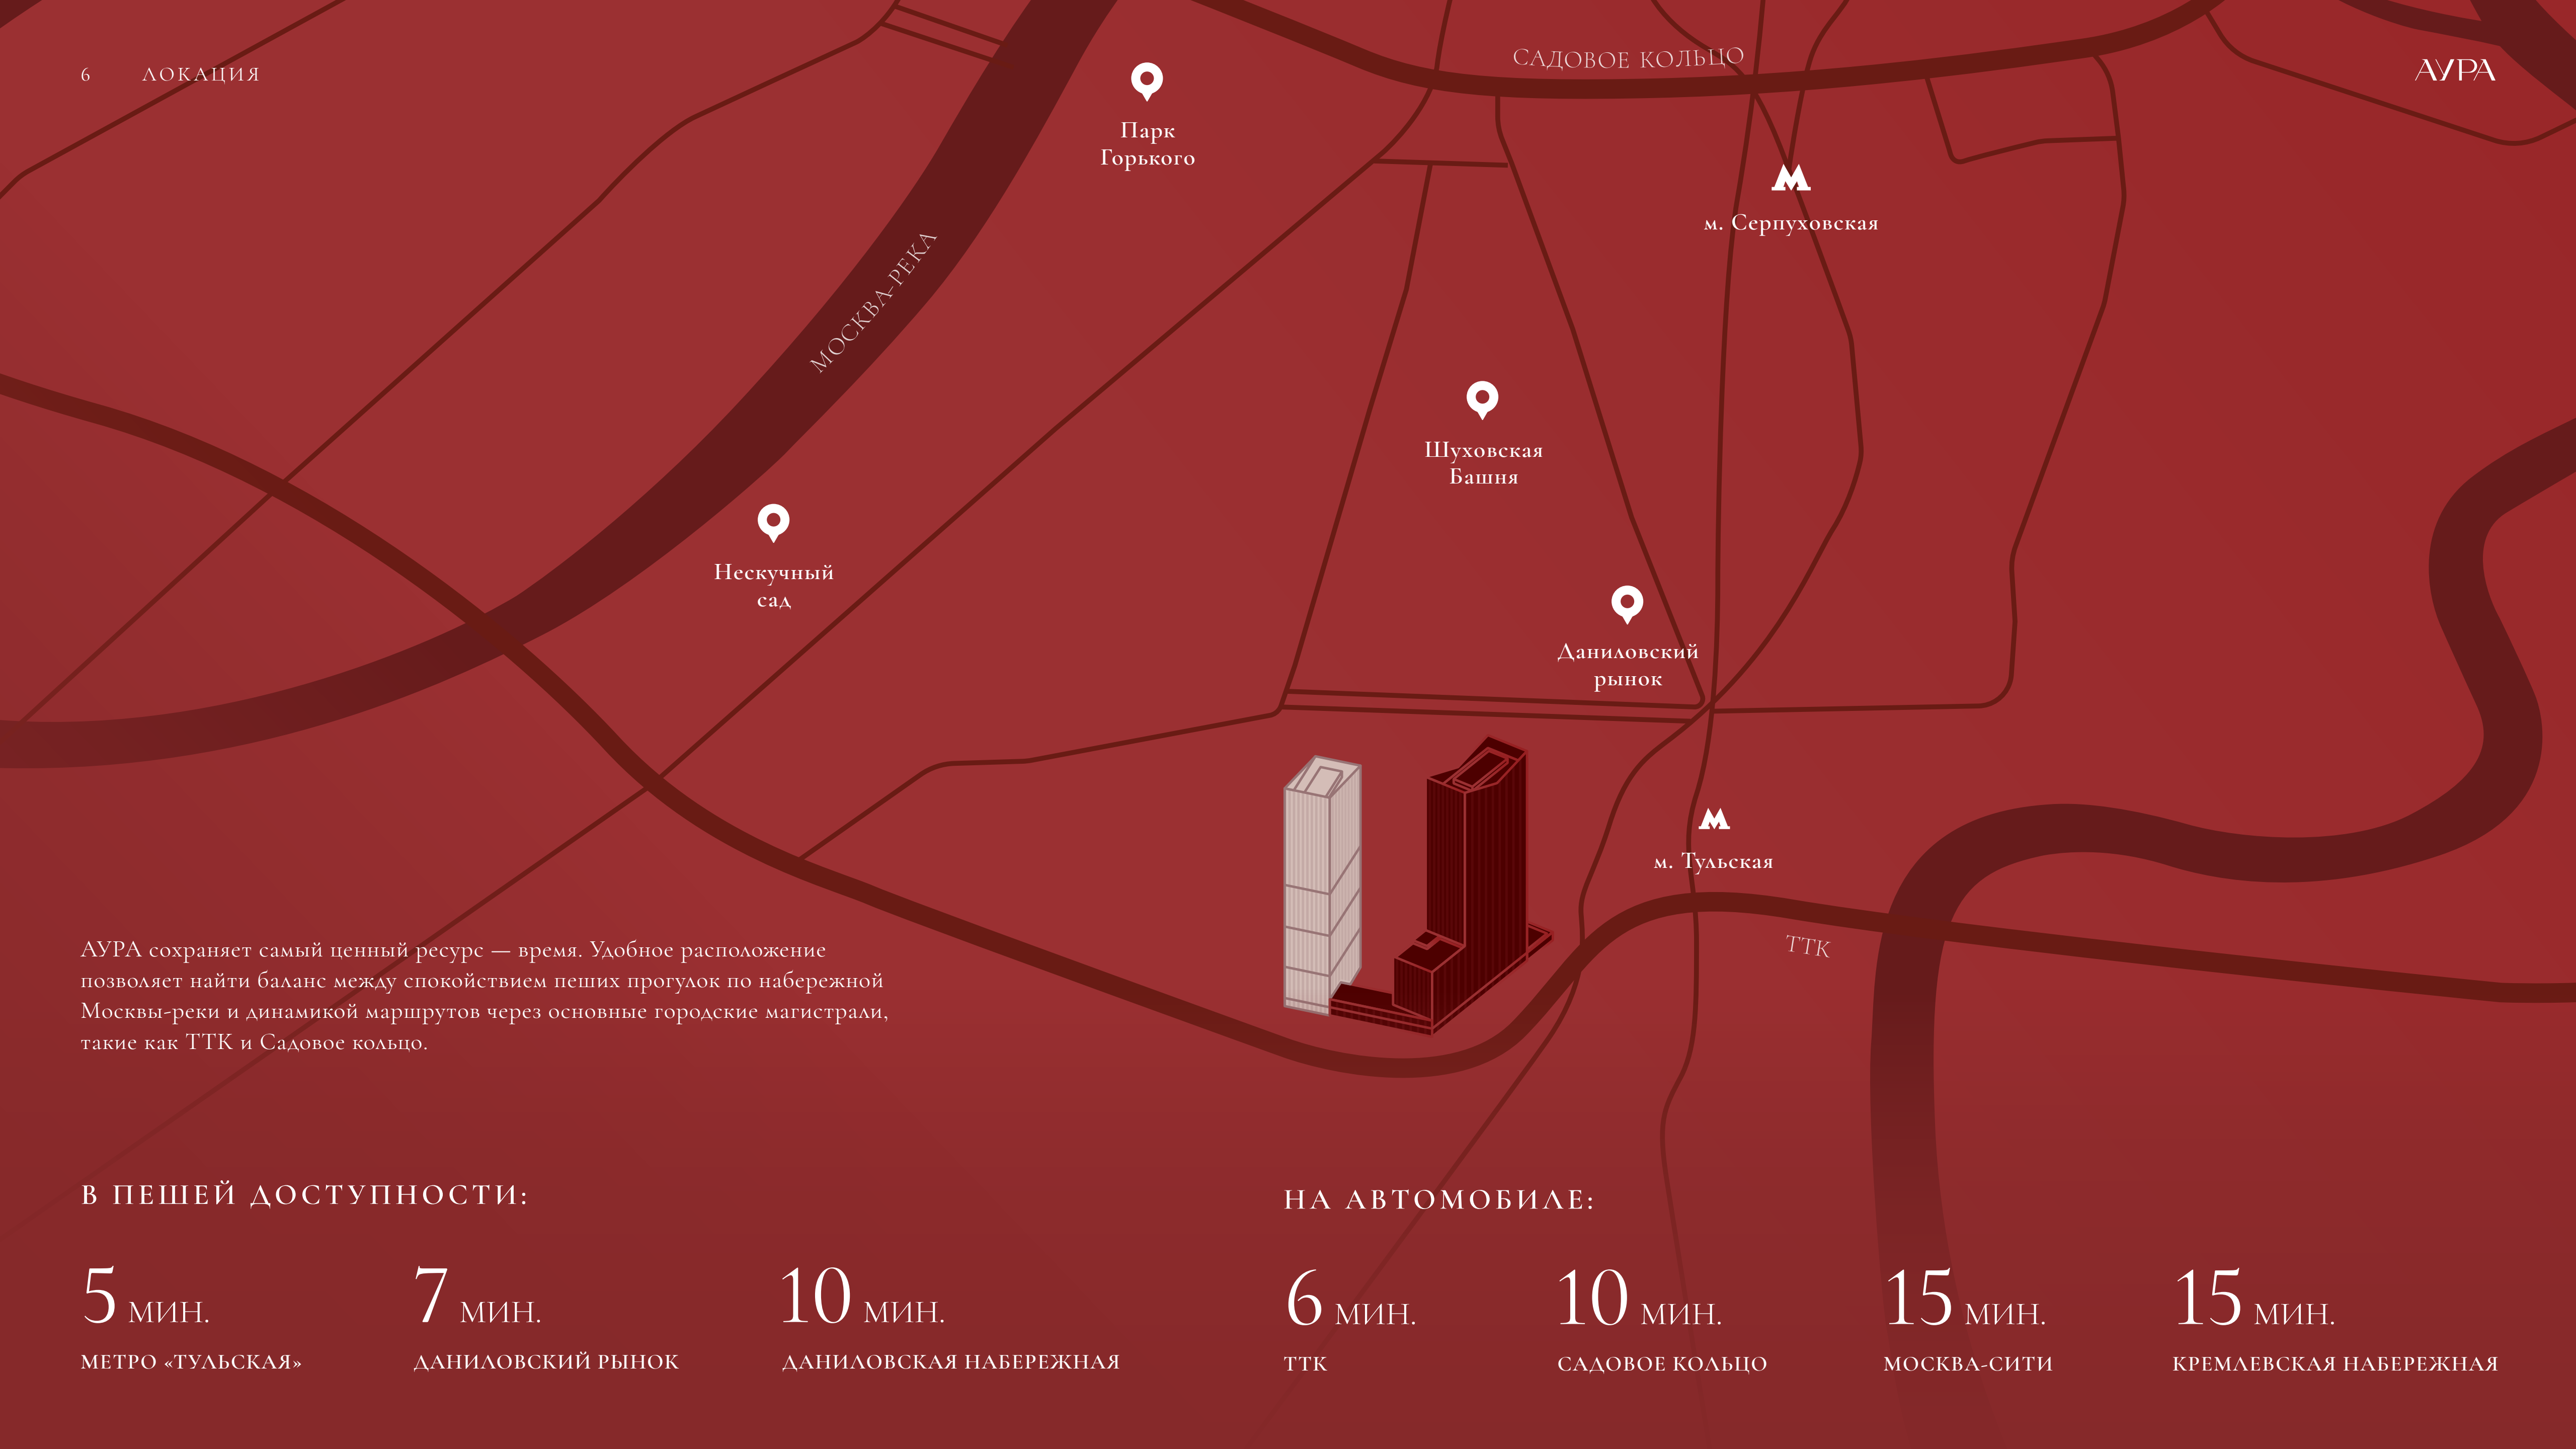 6 ЛОКАЦИЯ
АУРА
САДОВОЕ КОЛЬЦО
Парк
Горького
м. Серпуховская
МОСКВА-РЕКА
Шуховская
Башня
Нескучный
сад
Даниловский
рынок
м. Тульская
ТТК
АУРА сохраняет самый ценный ресурс — время. Удобное расположение
позволяет найти баланс между спокойствием пеших прогулок по набережной
Москвы-реки и динамикой маршрутов через основные городские магистрали,
такие как ТТК и Садовое кольцо.
В ПЕШЕЙ ДОСТУПНОСТИ:
5 МИН.
МЕТРО «ТУЛЬСКАЯ»
7 МИН.
ДАНИЛОВСКИЙ РЫНОК
10 МИН.
ДАНИЛОВСКАЯ НАБЕРЕЖНАЯ
НА АВТОМОБИЛЕ:
6 МИН.
ТТК
10 МИН.
САДОВОЕ КОЛЬЦО
15 МИН.
МОСКВА-СИТИ
15 МИН.
КРЕМЛЕВСКАЯ НАБЕРЕЖНАЯ